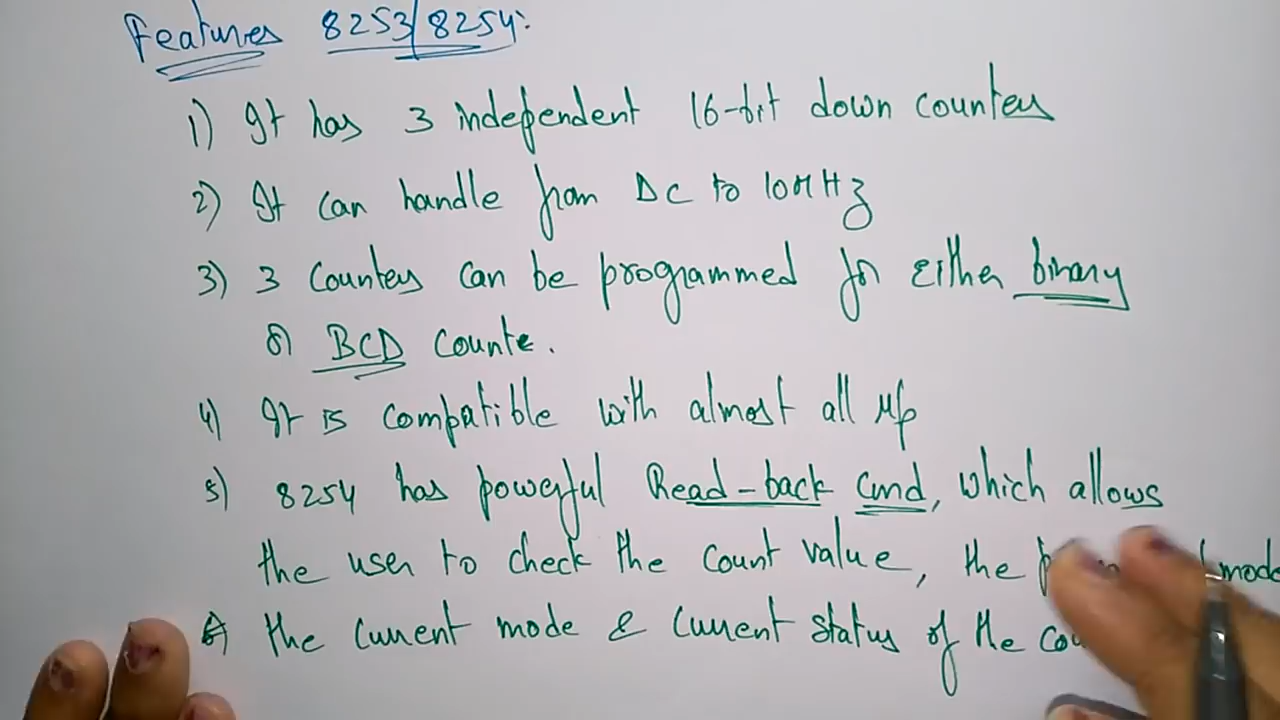 Features 8253/8254:
1) It has 3 independent 16-bit down counters
2) It can handle from DC to 10MHz
3) 3 Counters can be programmed for either binary
or BCD counte.
4) It is compatible with almost all Mp
5) 8254 has powerful Read-back Cmd, which allows
the user to check the count value, the mode
the current mode & current status of the